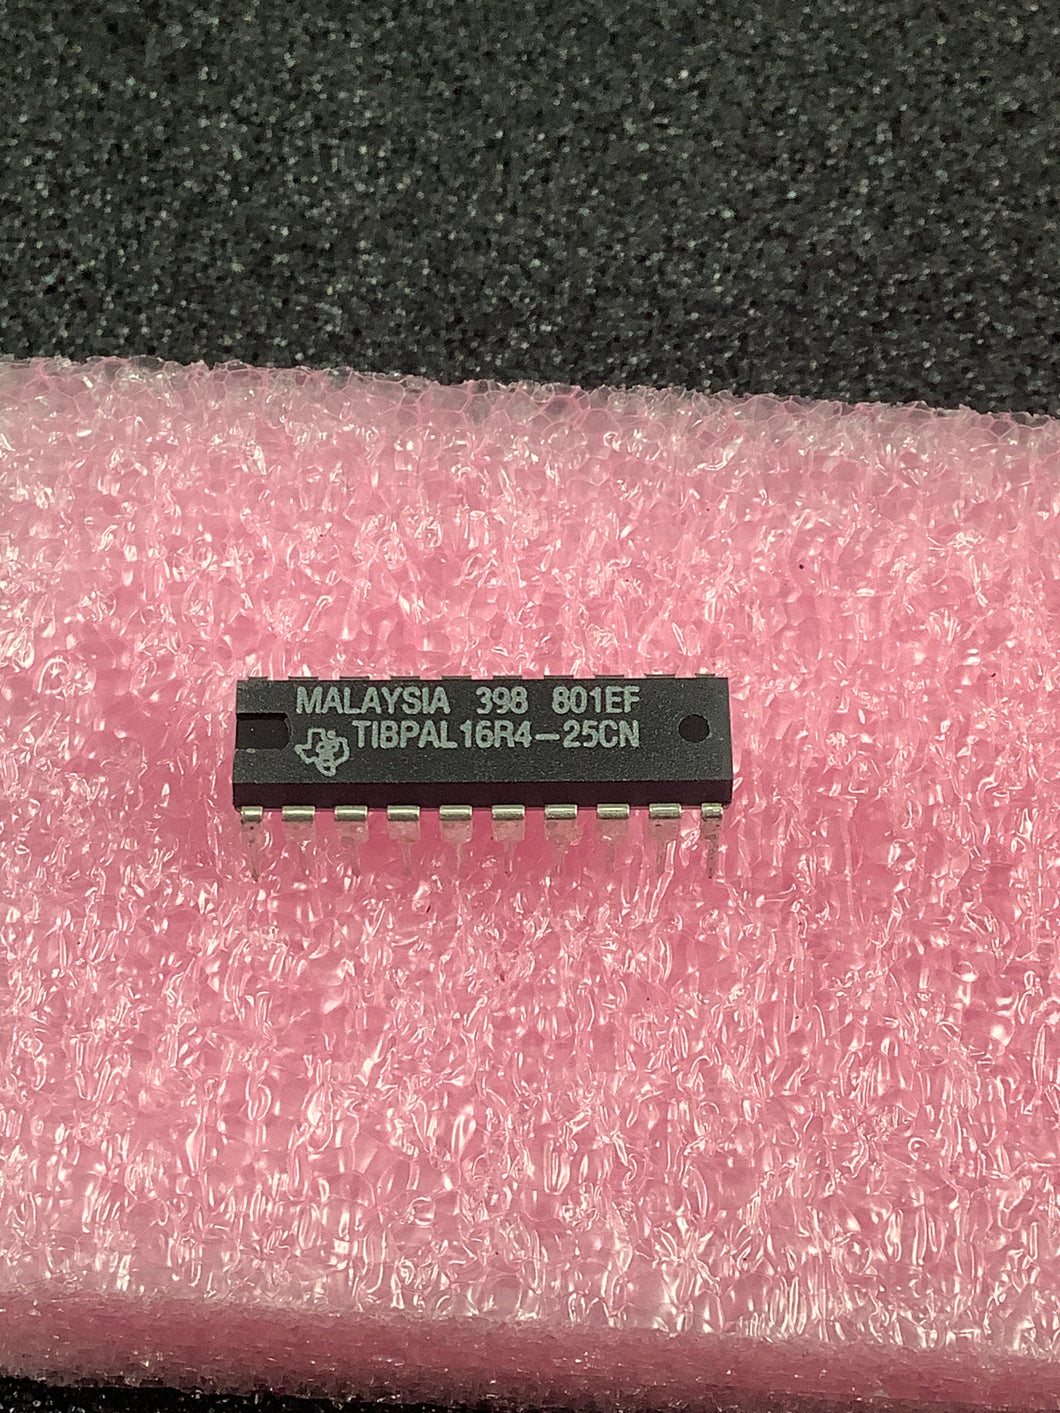 MALAYSIA 398 801EF
TIBPAL16R4-25CN